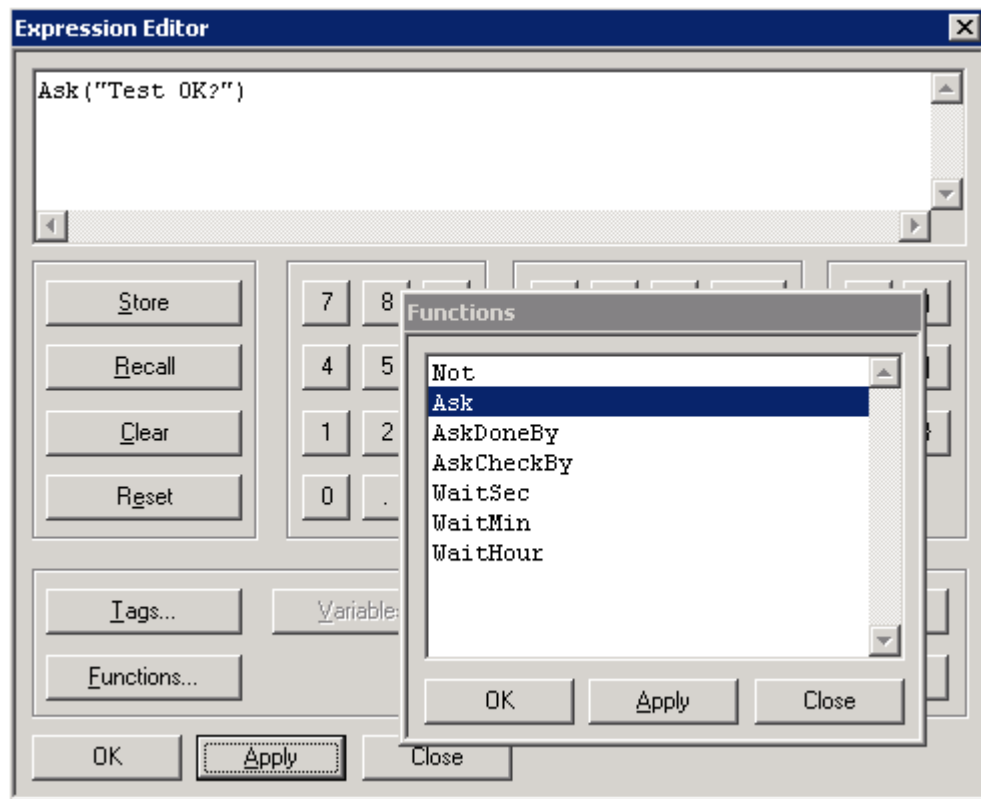 Expression Editor
Ask("Test OK?")
Store
7 8
Functions
Recall
4 5
Not
Ask
Clear
1 2
AskDoneBy
AskCheckBy
Reset
0 .
WaitSec
WaitMin
WaitHour
Tags...
Variable
Functions...
OK Apply Close
OK Apply Close